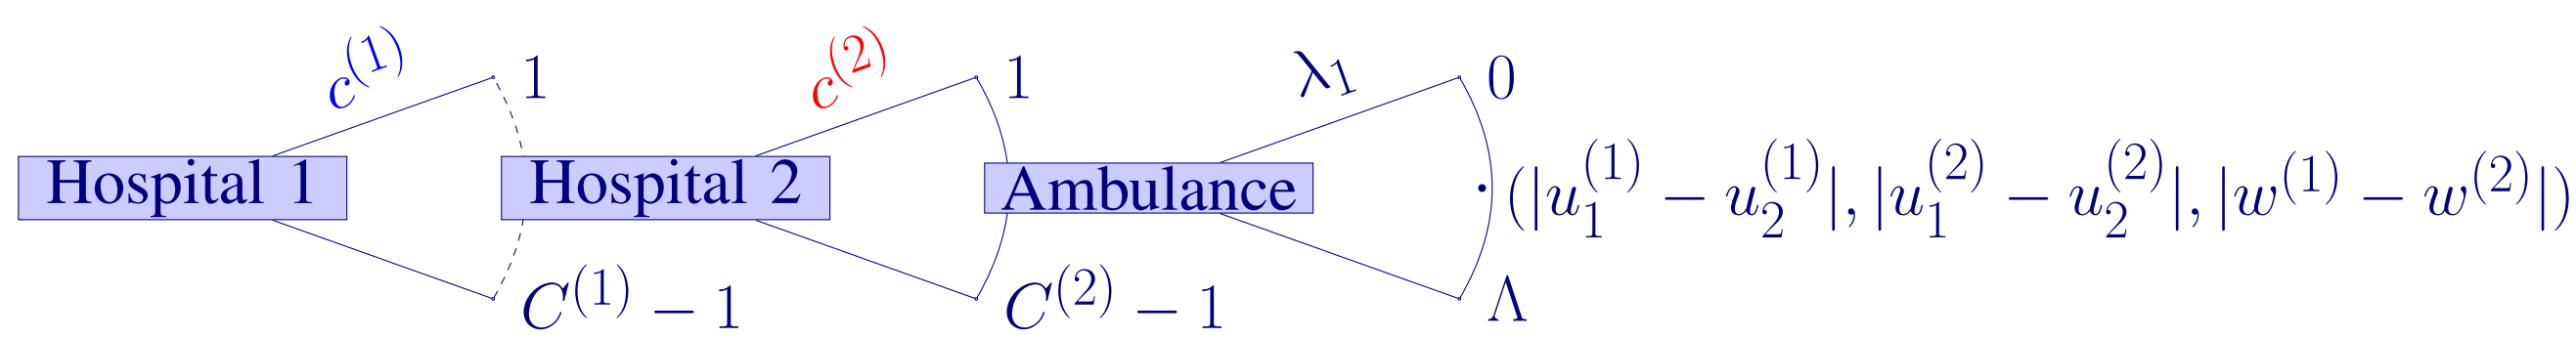 c^{(1)} 1 c^{(2)} 1 λ_1 0
Hospital 1 Hospital 2 Ambulance (|u_1^{(1)} − u_2^{(1)}|, |u_1^{(2)} − u_2^{(2)}|, |w^{(1)} − w^{(2)}|)
C^{(1)} − 1 C^{(2)} − 1 Λ